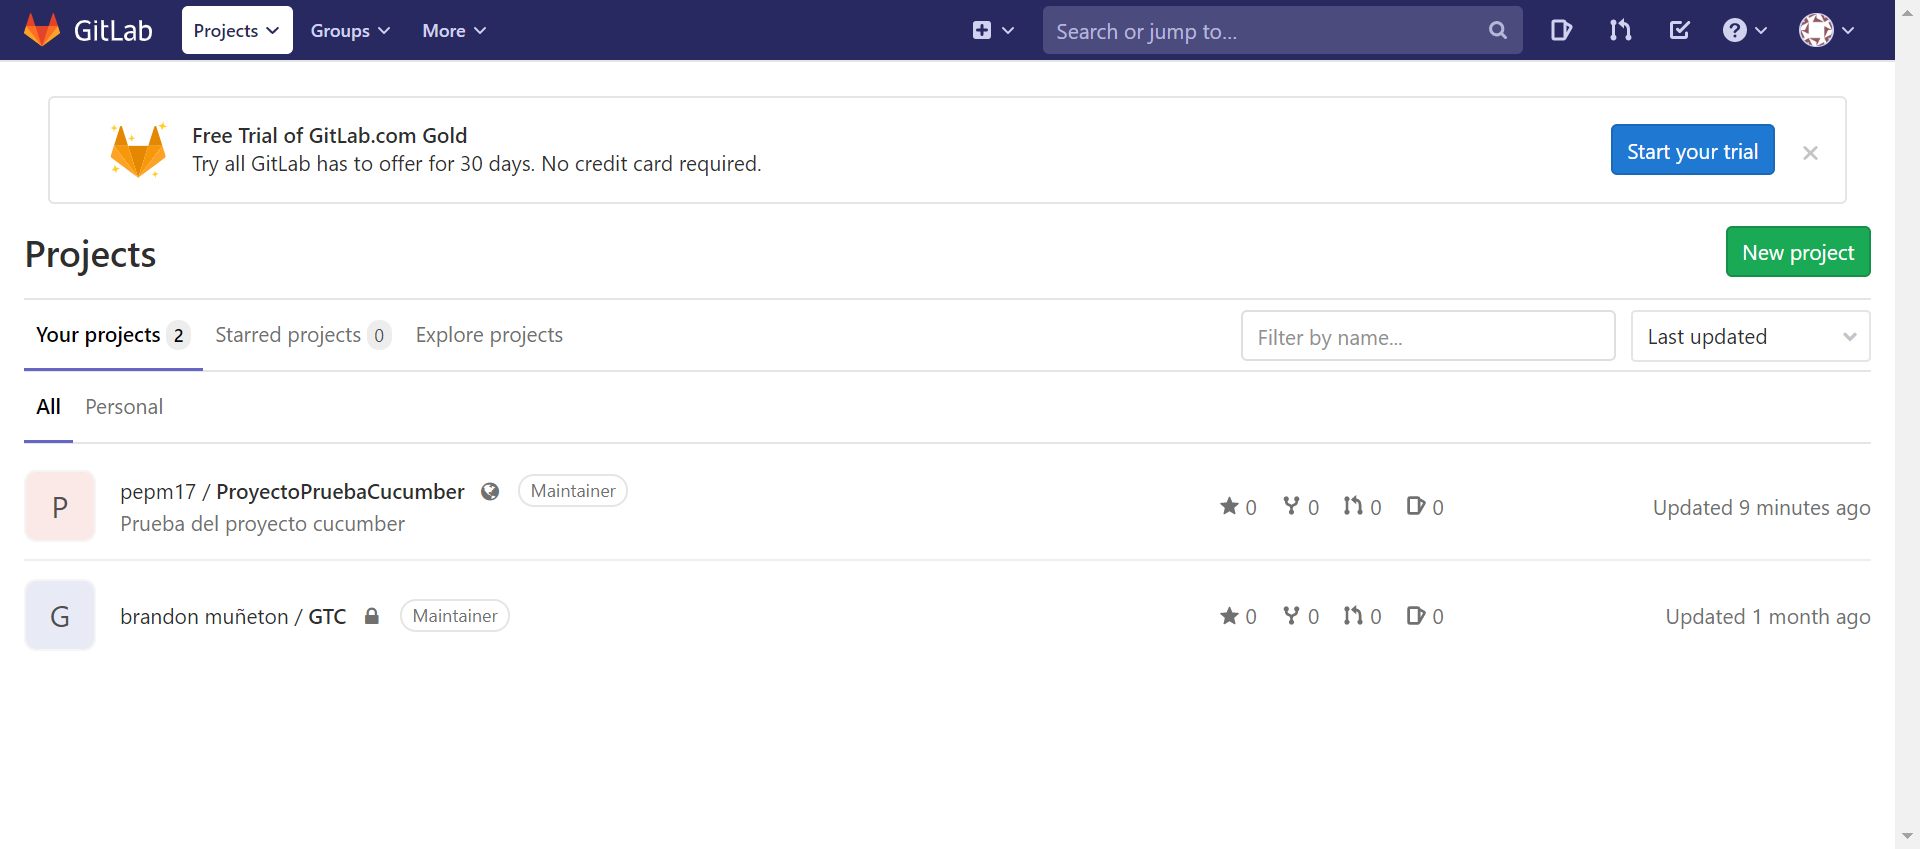 GitLab Projects Groups More Search or jump to...
Free Trial of GitLab.com Gold
Try all GitLab has to offer for 30 days. No credit card required.
Start your trial
Projects
New project
Your projects 2 Starred projects 0 Explore projects Filter by name... Last updated
All Personal
P pepm17 / ProyectoPruebaCucumber Maintainer
Prueba del proyecto cucumber
0 0 0 0 Updated 9 minutes ago
G brandon muñeton / GTC Maintainer 0 0 0 0 Updated 1 month ago